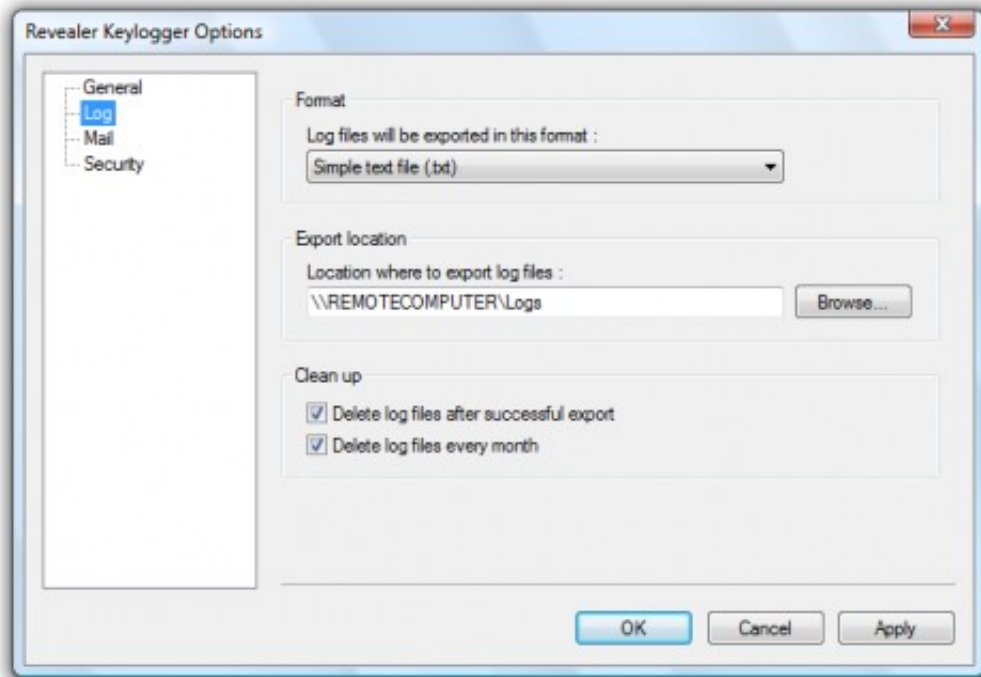 Revealer Keylogger Options
General
Log
Mail
Security
Format
Log files will be exported in this format :
Simple text file (.txt)
Export location
Location where to export log files :
\\REMOTECOMPUTER\Logs
Browse...
Clean up
Delete log files after successful export
Delete log files every month
OK
Cancel
Apply